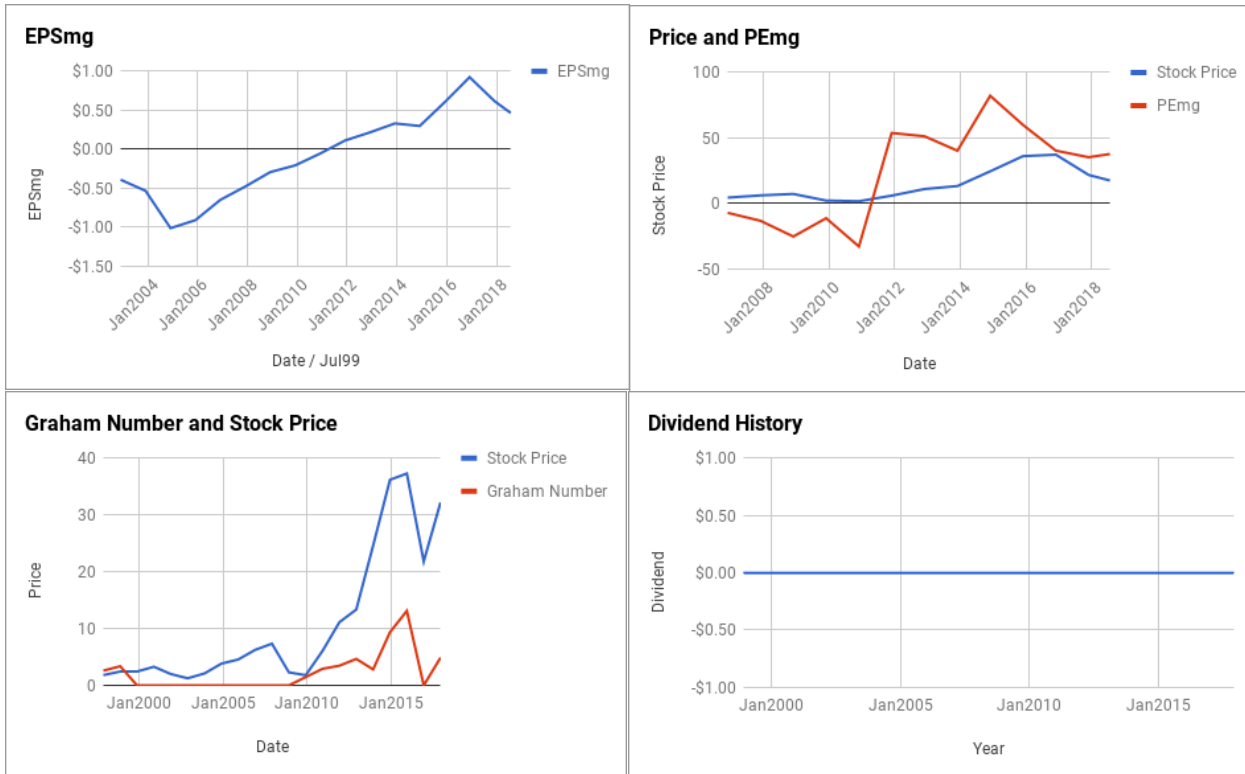 EPSmg
EPSmg
$1.00
$0.50
$0.00
-$0.50
-$1.00
-$1.50
EPSmg
Jan2004
Jan2006
Jan2008
Jan2010
Jan2012
Jan2014
Jan2016
Jan2018
Date / Jul99
Price and PEmg
Stock Price
PEmg
100
50
0
-50
Stock Price
Jan2008
Jan2010
Jan2012
Jan2014
Jan2016
Jan2018
Date
Graham Number and Stock Price
Stock Price
Graham Number
40
30
20
10
0
Price
Jan2000
Jan2005
Jan2010
Jan2015
Date
Dividend History
$1.00
$0.50
$0.00
-$0.50
-$1.00
Dividend
Jan2000
Jan2005
Jan2010
Jan2015
Year